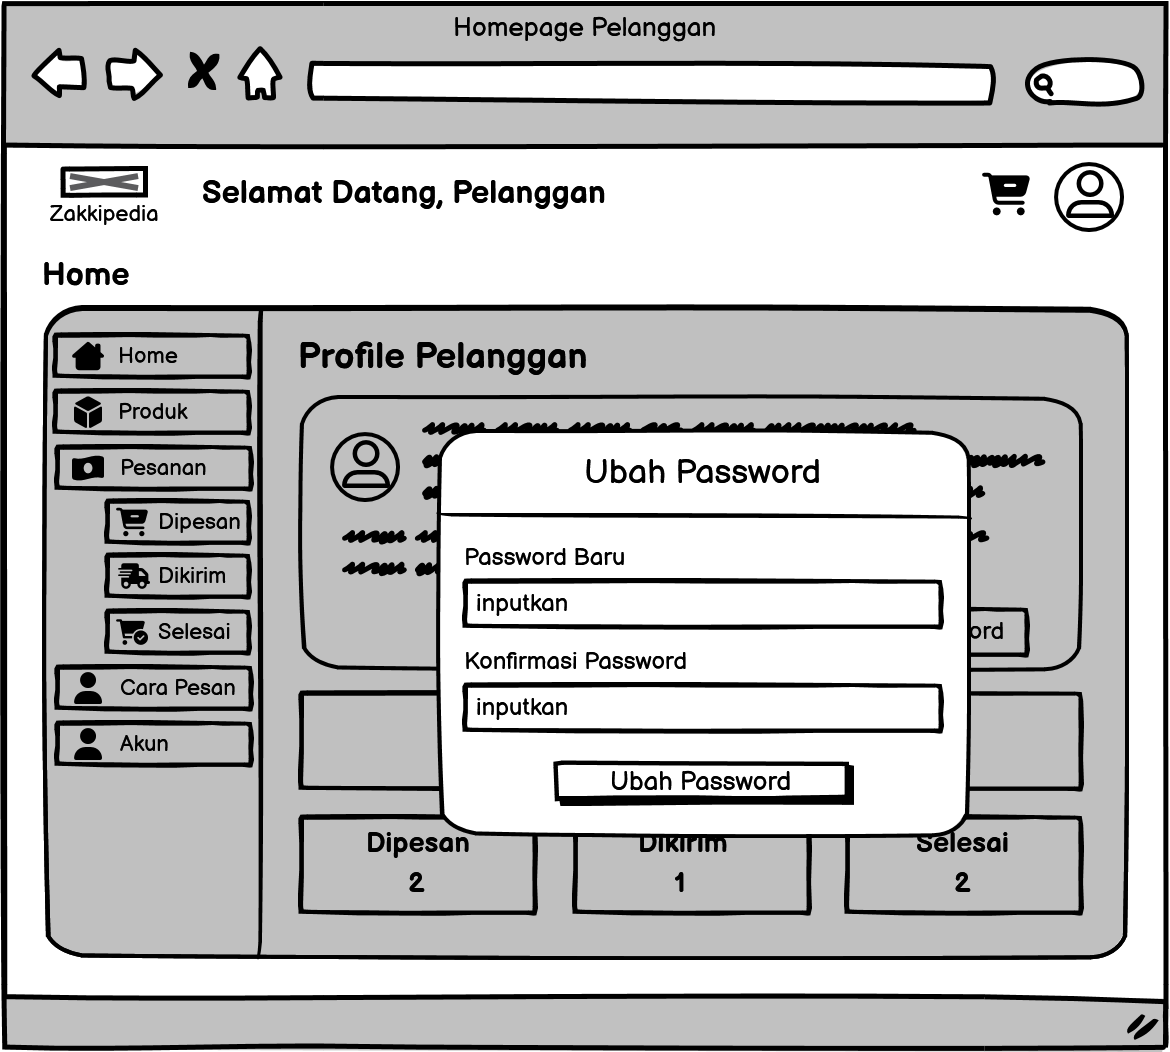 Homepage Pelanggan
Zakkipedia
Selamat Datang, Pelanggan
Home
Home
Produk
Pesanan
Dipesan
Dikirim
Selesai
Cara Pesan
Akun
Profile Pelanggan
Ubah Password
Password Baru
inputkan
Konfirmasi Password
inputkan
Ubah Password
ord
Dipesan
2
Dikirim
1
Selesai
2